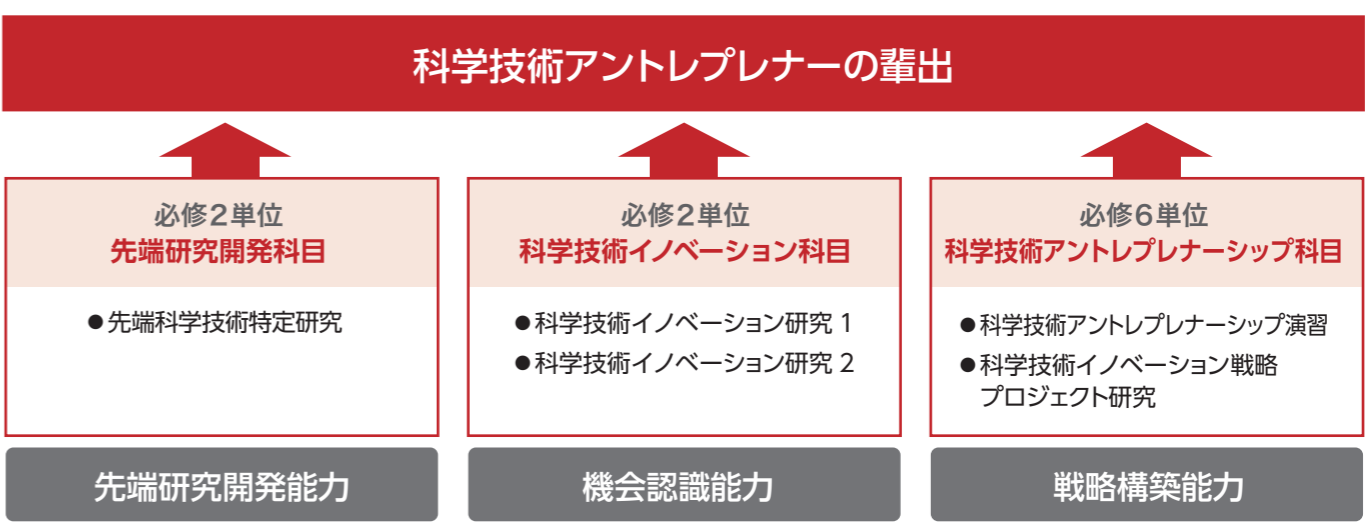 科学技術アントレプレナーの輩出
必修2単位
先端研究開発科目
●先端科学技術特定研究
先端研究開発能力
必修2単位
科学技術イノベーション科目
●科学技術イノベーション研究 1
●科学技術イノベーション研究 2
機会認識能力
必修6単位
科学技術アントレプレナーシップ科目
●科学技術アントレプレナーシップ演習
●科学技術イノベーション戦略
プロジェクト研究
戦略構築能力